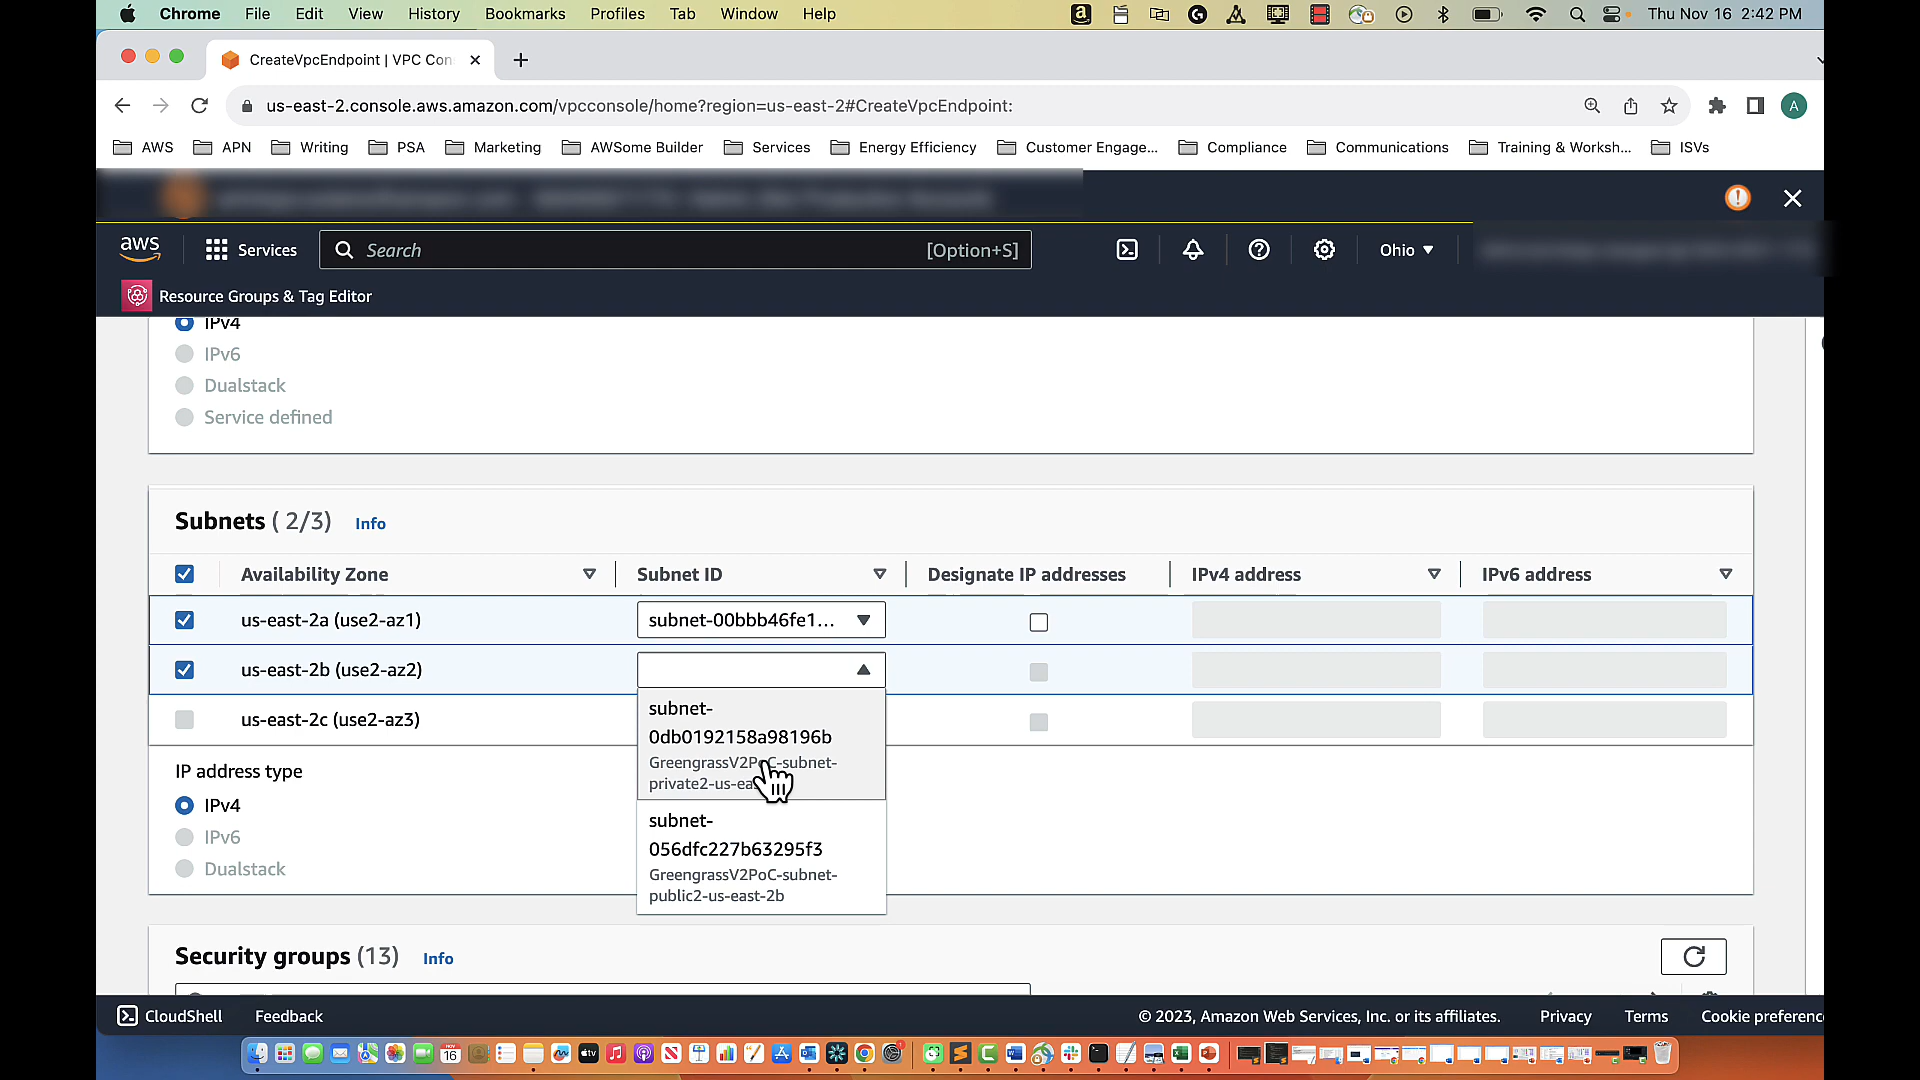 Chrome File Edit View History Bookmarks Profiles Tab Window Help Thu Nov 16 2:42 PM
CreateVpcEndpoint | VPC Con
us-east-2.console.aws.amazon.com/vpcconsole/home?region=us-east-2#CreateVpcEndpoint:
A
AWS APN Writing PSA Marketing AWSome Builder Services Energy Efficiency Customer Engage... Compliance Communications Training & Worksh... ISVs
aws Services Search [Option+S] Ohio
Resource Groups & Tag Editor
IPv4
IPv6
Dualstack
Service defined
Subnets ( 2/3) Info
Availability Zone Subnet ID Designate IP addresses IPv4 address IPv6 address
us-east-2a (use2-az1) subnet-00bbb46fe1...
us-east-2b (use2-az2)
us-east-2c (use2-az3)
subnet-
0db0192158a98196b
GreengrassV2PoC-subnet-
private2-us-ea
subnet-
056dfc227b63295f3
GreengrassV2PoC-subnet-
public2-us-east-2b
IP address type
IPv4
IPv6
Dualstack
Security groups (13) Info
CloudShell Feedback © 2023, Amazon Web Services, Inc. or its affiliates. Privacy Terms Cookie preferenc